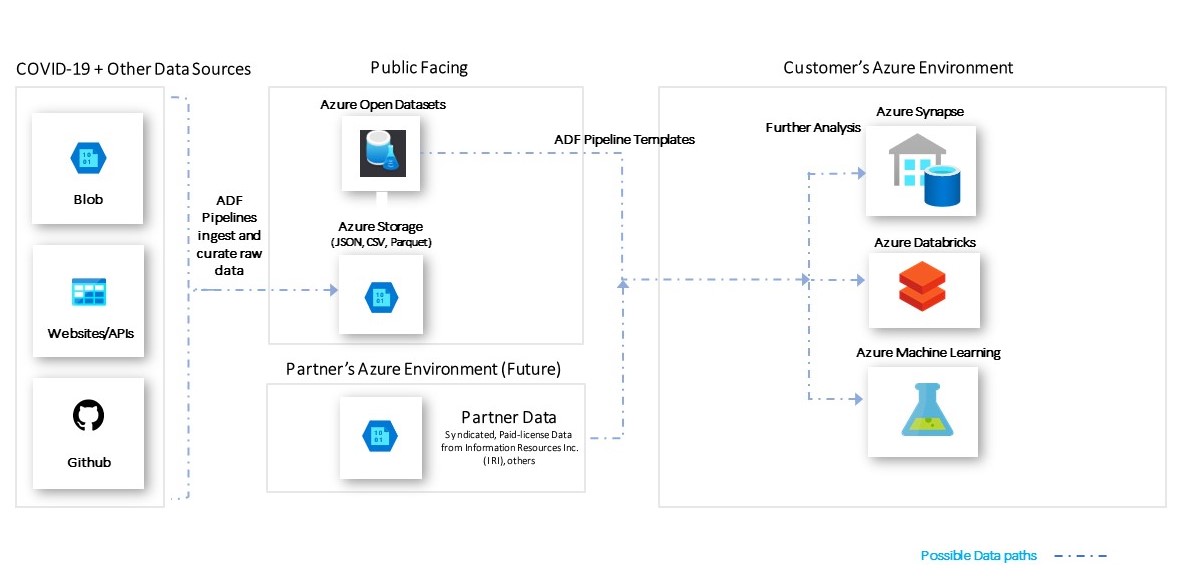 COVID-19 + Other Data Sources
Blob
Websites/APIs
Github
ADF
Pipelines
ingest and
curate raw
data
Public Facing
Azure Open Datasets
Azure Storage
(JSON, CSV, Parquet)
10
01
Partner's Azure Environment (Future)
Partner Data
Syndicated, Paid-license Data
from Information Resources Inc.
(IRI), others
ADF Pipeline Templates
Customer's Azure Environment
Further Analysis
Azure Synapse
Azure Databricks
Azure Machine Learning
Possible Data paths